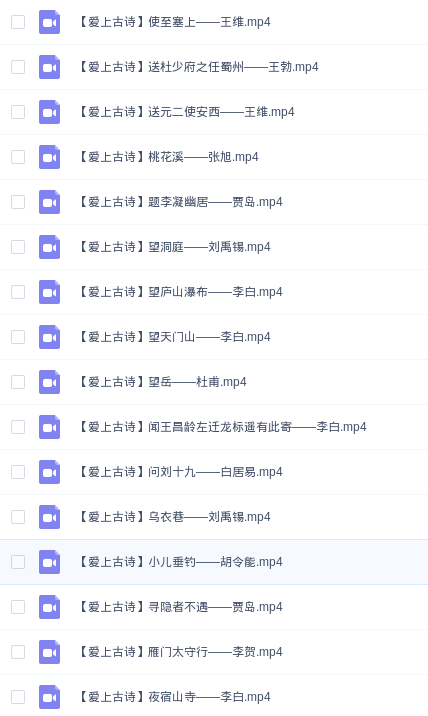 【爱上古诗】使至塞上——王维.mp4
【爱上古诗】送杜少府之任蜀州——王勃.mp4
【爱上古诗】送元二使安西——王维.mp4
【爱上古诗】桃花溪——张旭.mp4
【爱上古诗】题李凝幽居——贾岛.mp4
【爱上古诗】望洞庭——刘禹锡.mp4
【爱上古诗】望庐山瀑布——李白.mp4
【爱上古诗】望天门山——李白.mp4
【爱上古诗】望岳——杜甫.mp4
【爱上古诗】闻王昌龄左迁龙标遥有此寄——李白.mp4
【爱上古诗】问刘十九——白居易.mp4
【爱上古诗】乌衣巷——刘禹锡.mp4
【爱上古诗】小儿垂钓——胡令能.mp4
【爱上古诗】寻隐者不遇——贾岛.mp4
【爱上古诗】雁门太守行——李贺.mp4
【爱上古诗】夜宿山寺——李白.mp4